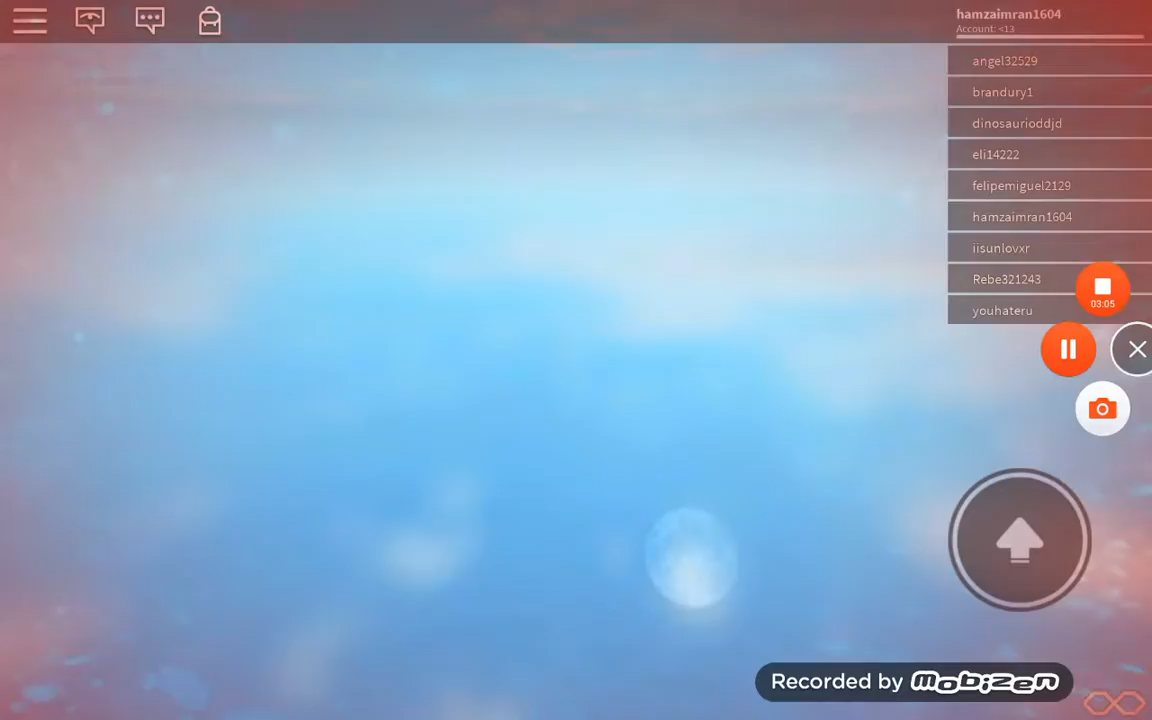 hamzaimran1604
Account: <13
angel32529
brandury1
dinosaurioddjd
eli14222
felipemiguel2129
hamzaimran1604
iisunlovxr
Rebe321243
youhateru
03:05
Recorded by mobizen